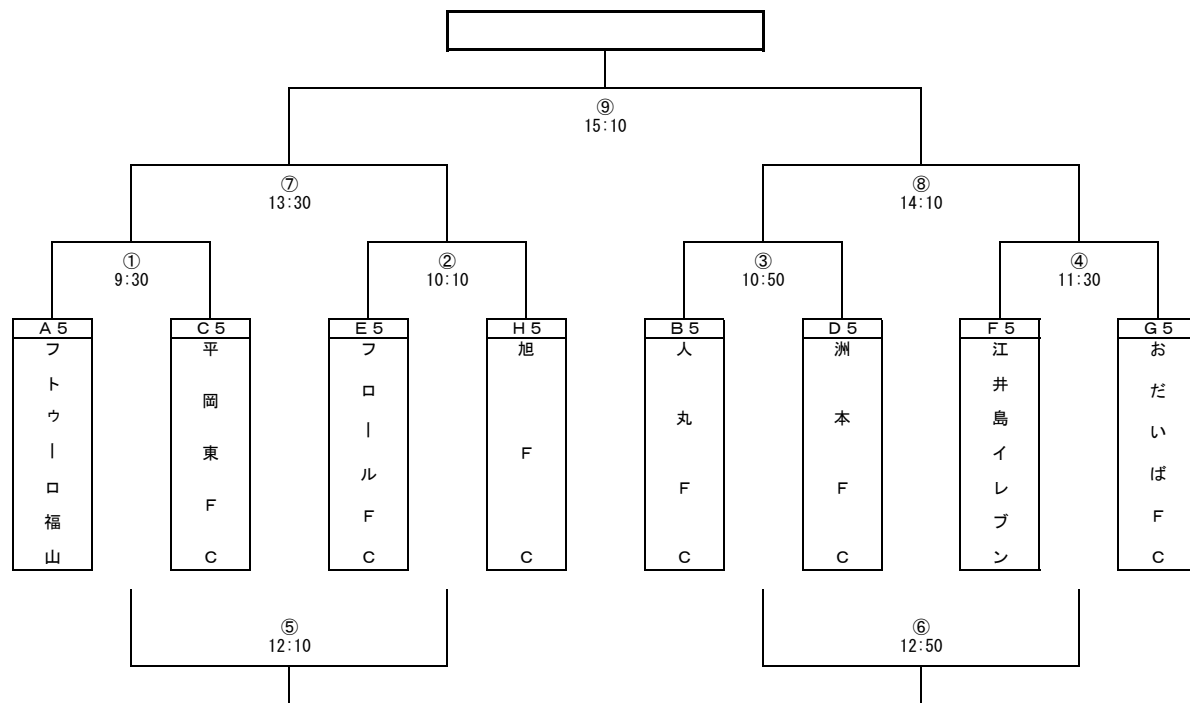 ⑨
15:10
⑦
13:30
⑧
14:10
①
9:30
②
10:10
③
10:50
④
11:30
A5
フトゥーロ福山
C5
平岡東FC
E5
フロールFC
H5
旭FC
B5
人丸FC
D5
洲本FC
F5
江井島イレブン
G5
おだいばFC
⑤
12:10
⑥
12:50